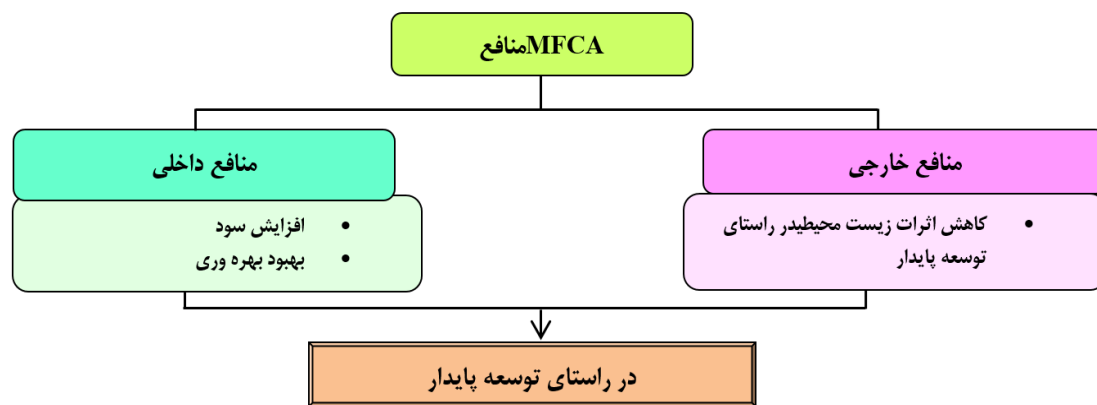 منافعMFCA
منافع خارجی
کاهش اثرات زیست محیطیدر راستای
توسعه پایدار
منافع داخلی
افزایش سود
بهبود بهره وری
در راستای توسعه پایدار